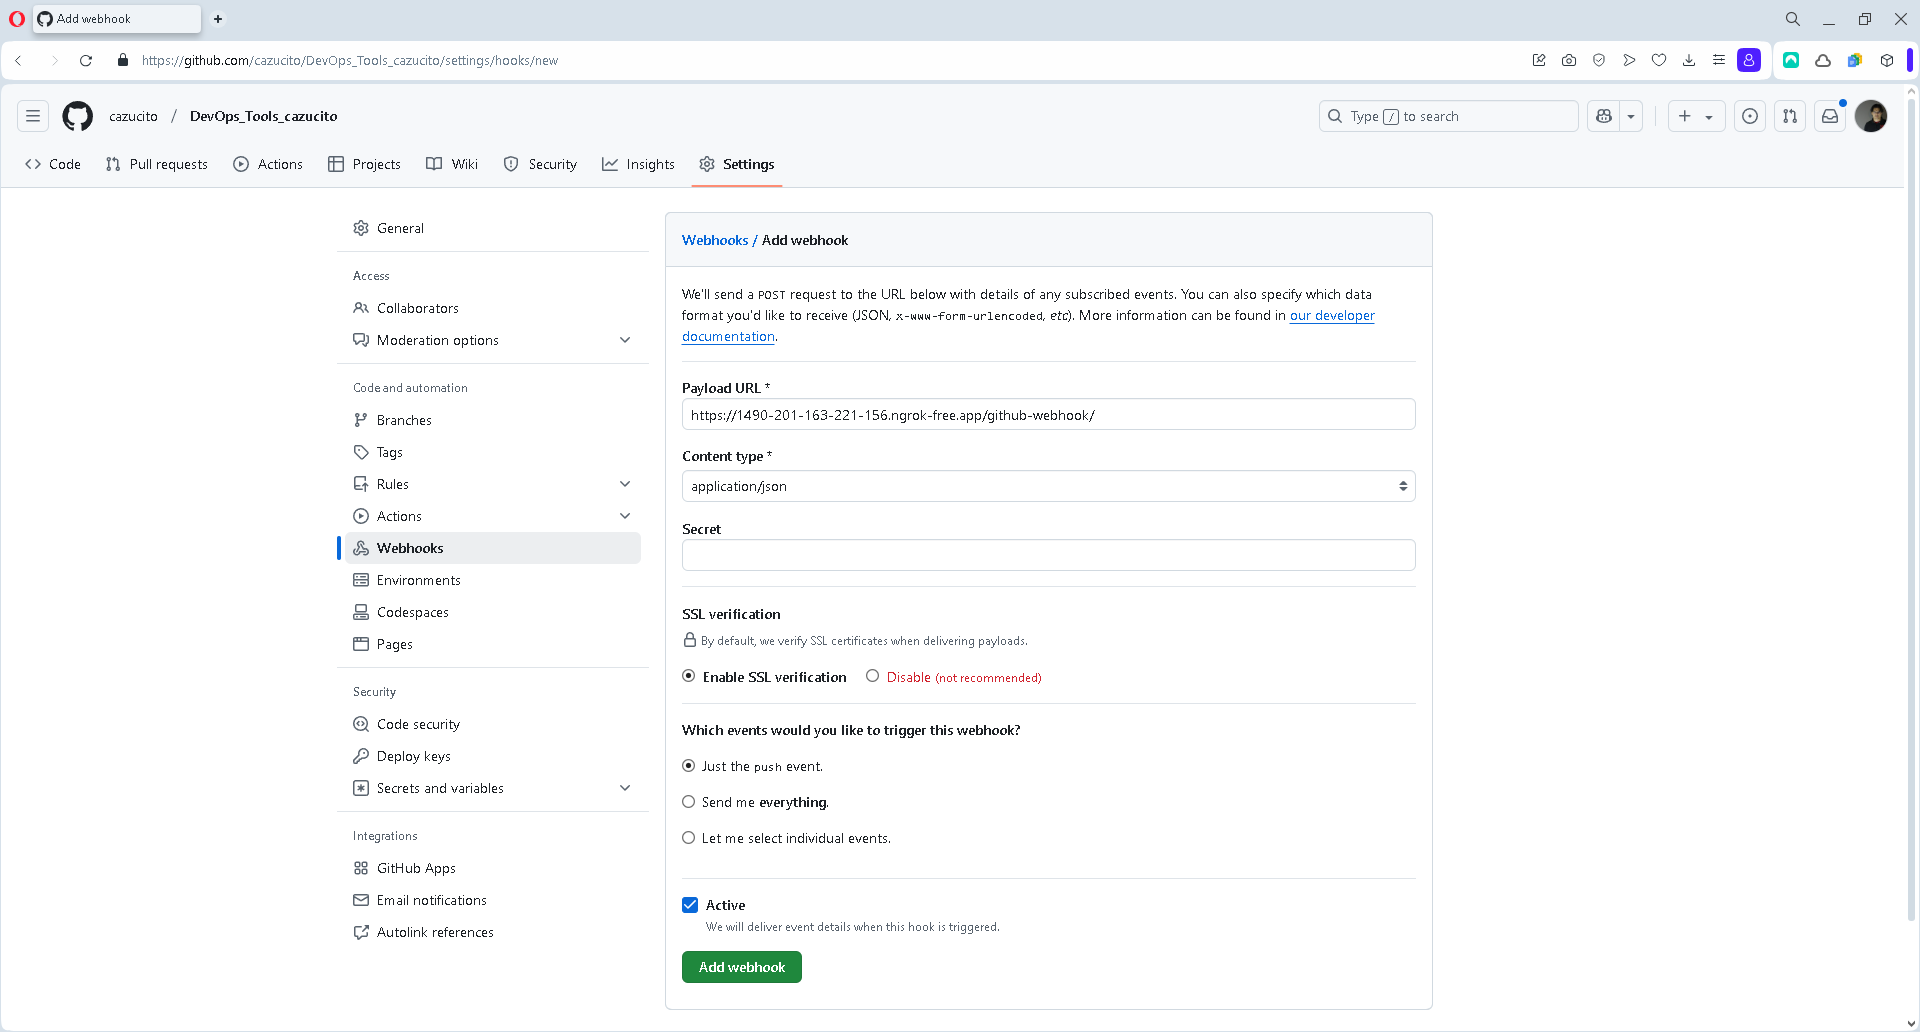 Add webhook
https://github.com/cazucito/DevOps_Tools_cazucito/settings/hooks/new
cazucito / DevOps_Tools_cazucito
Type / to search
Code Pull requests Actions Projects Wiki Security Insights Settings
General
Access
Collaborators
Moderation options
Code and automation
Branches
Tags
Rules
Actions
Webhooks
Environments
Codespaces
Pages
Security
Code security
Deploy keys
Secrets and variables
Integrations
GitHub Apps
Email notifications
Autolink references
Webhooks / Add webhook
We'll send a POST request to the URL below with details of any subscribed events. You can also specify which data
format you'd like to receive (JSON, x-www-form-urlencoded, etc). More information can be found in our developer
documentation.
Payload URL *
https://1490-201-163-221-156.ngrok-free.app/github-webhook/
Content type *
application/json
Secret
SSL verification
By default, we verify SSL certificates when delivering payloads.
Enable SSL verification Disable (not recommended)
Which events would you like to trigger this webhook?
Just the push event.
Send me everything.
Let me select individual events.
Active
We will deliver event details when this hook is triggered.
Add webhook